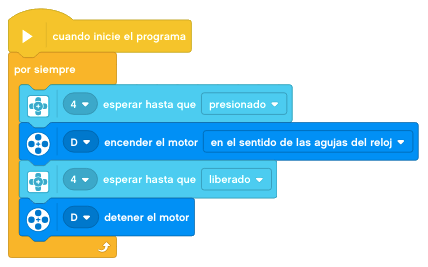 cuando inicie el programa
por siempre
4 esperar hasta que presionado
D encender el motor en el sentido de las agujas del reloj
4 esperar hasta que liberado
D detener el motor